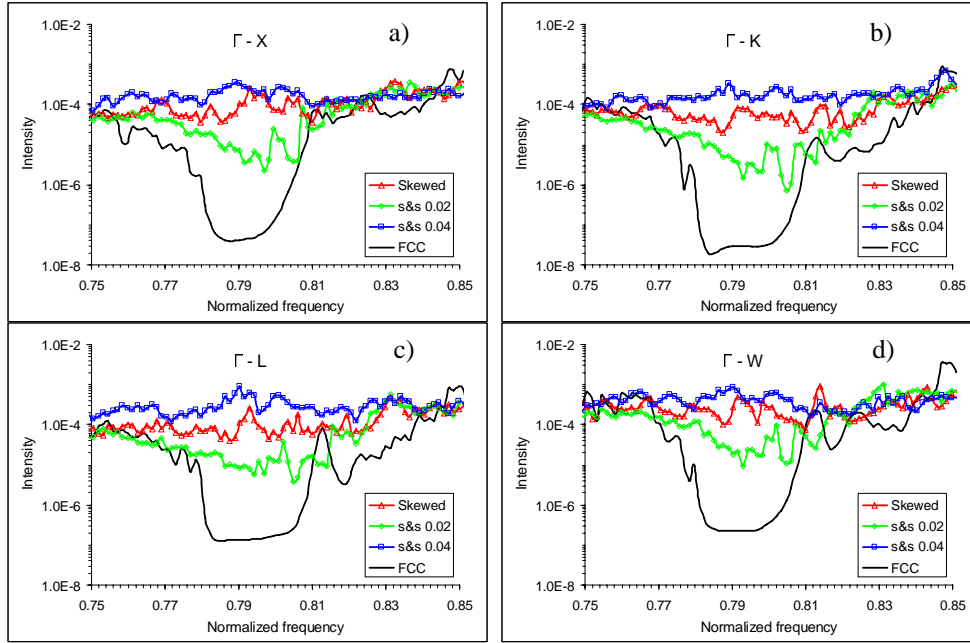 1.0E-2
Γ - X
a)
1.0E-4
1.0E-6
1.0E-8
Intensity
Skewed
s&s 0.02
s&s 0.04
FCC
0.75 0.77 0.79 0.81 0.83 0.85
Normalized frequency
1.0E-2
Γ - K
b)
1.0E-4
1.0E-6
1.0E-8
Intensity
Skewed
s&s 0.02
s&s 0.04
FCC
0.75 0.77 0.79 0.81 0.83 0.85
Normalized frequency
1.0E-2
Γ - L
c)
1.0E-4
1.0E-6
1.0E-8
Intensity
Skewed
s&s 0.02
s&s 0.04
FCC
0.75 0.77 0.79 0.81 0.83 0.85
Normalized frequency
1.0E-2
Γ - W
d)
1.0E-4
1.0E-6
1.0E-8
Intensity
Skewed
s&s 0.02
s&s 0.04
FCC
0.75 0.77 0.79 0.81 0.83 0.85
Normalized frequency